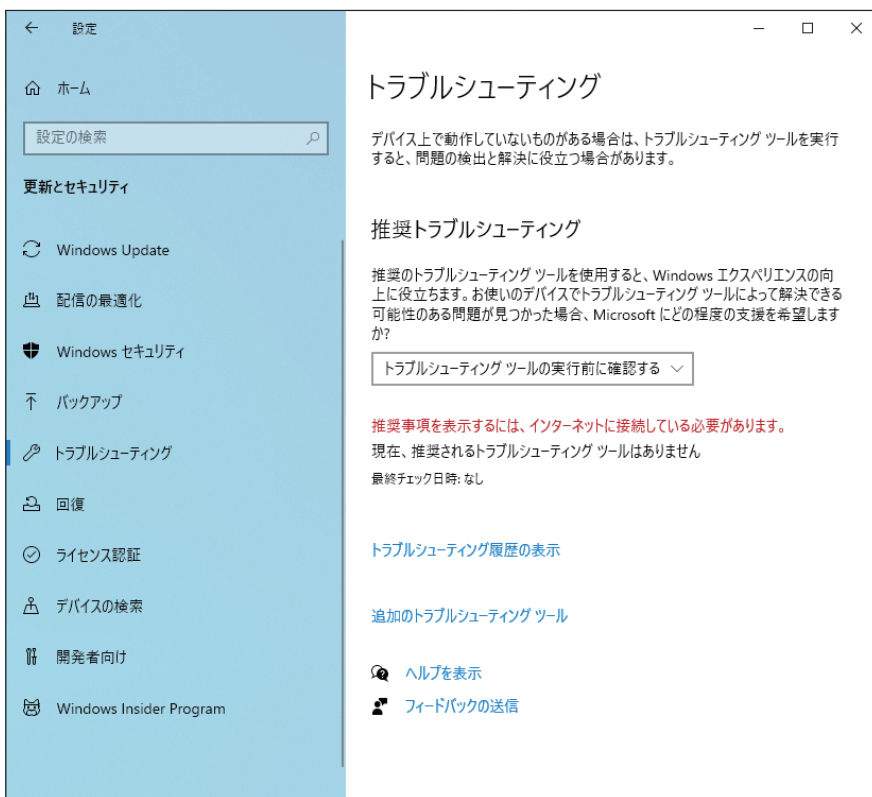 設定
ホーム
設定の検索
更新とセキュリティ
Windows Update
配信の最適化
Windows セキュリティ
バックアップ
トラブルシューティング
回復
ライセンス認証
デバイスの検索
開発者向け
Windows Insider Program
トラブルシューティング
デバイス上で動作していないものがある場合は、トラブルシューティング ツールを実行
すると、問題の検出と解決に役立つ場合があります。
推奨トラブルシューティング
推奨のトラブルシューティング ツールを使用すると、Windows エクスペリエンスの向
上に役立ちます。お使いのデバイスでトラブルシューティング ツールによって解決できる
可能性のある問題が見つかった場合、Microsoft にどの程度の支援を希望します
か?
トラブルシューティング ツールの実行前に確認する
推奨事項を表示するには、インターネットに接続している必要があります。
現在、推奨されるトラブルシューティング ツールはありません
最終チェック日時: なし
トラブルシューティング履歴の表示
追加のトラブルシューティング ツール
ヘルプを表示
フィードバックの送信